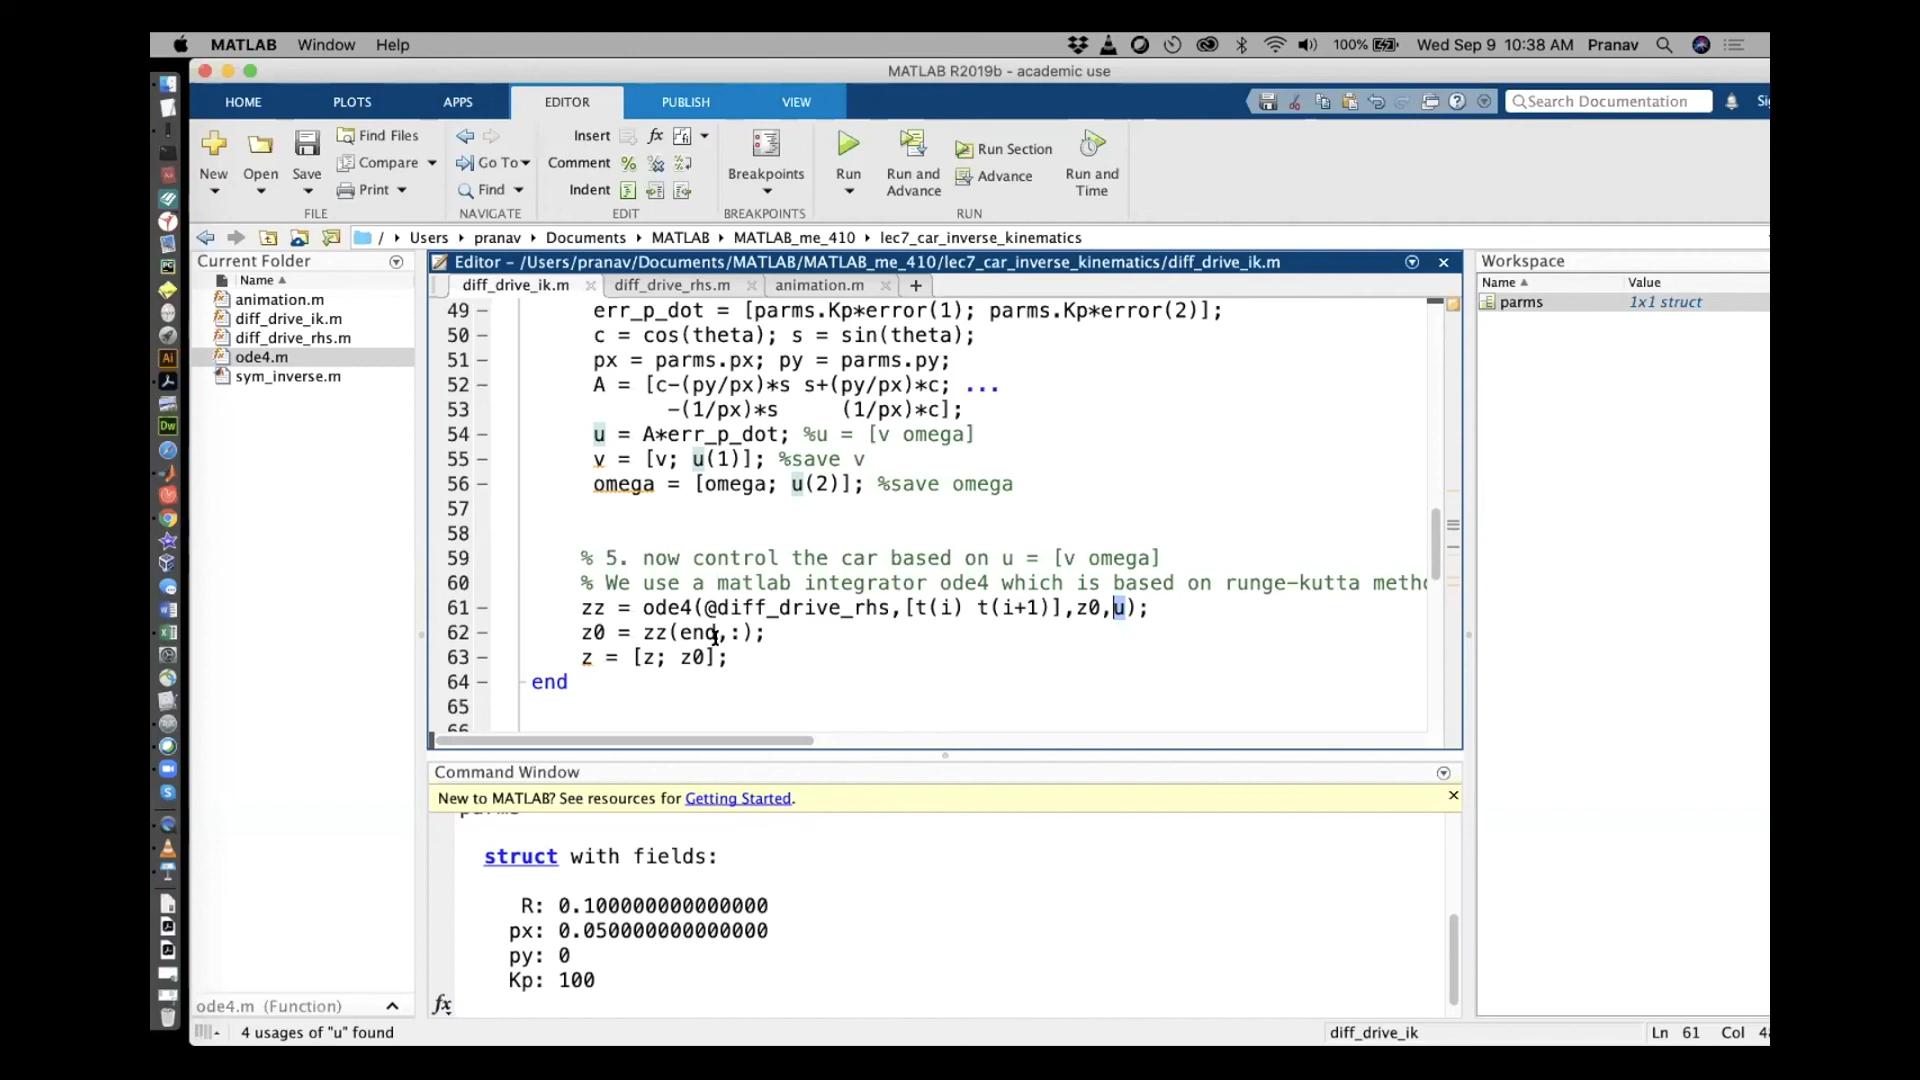 MATLAB Window Help 100% Wed Sep 9 10:38 AM Pranav
MATLAB R2019b - academic use
HOME PLOTS APPS EDITOR PUBLISH VIEW Search Documentation
New Open Save Find Files Compare Print
FILE
Go To Find
NAVIGATE
Insert fx
Comment
Indent
EDIT
Breakpoints
BREAKPOINTS
Run Run and Advance Run Section Advance Run and Time
RUN
/ Users pranav Documents MATLAB MATLAB_me_410 lec7_car_inverse_kinematics
Current Folder
Name
animation.m
diff_drive_ik.m
diff_drive_rhs.m
ode4.m
sym_inverse.m
Editor - /Users/pranav/Documents/MATLAB/MATLAB_me_410/lec7_car_inverse_kinematics/diff_drive_ik.m
diff_drive_ik.m diff_drive_rhs.m animation.m +
49 – err_p_dot = [parms.Kp*error(1); parms.Kp*error(2)];
50 – c = cos(theta); s = sin(theta);
51 – px = parms.px; py = parms.py;
52 – A = [c-(py/px)*s s+(py/px)*c; ...
53 -(1/px)*s (1/px)*c];
54 – u = A*err_p_dot; %u = [v omega]
55 – v = [v; u(1)]; %save v
56 – omega = [omega; u(2)]; %save omega
57
58
59 % 5. now control the car based on u = [v omega]
60 % We use a matlab integrator ode4 which is based on runge-kutta metho
61 – zz = ode4(@diff_drive_rhs,[t(i) t(i+1)],z0,u);
62 – z0 = zz(end,:);
63 – z = [z; z0];
64 – end
65
66
Workspace
Name Value
parms 1x1 struct
Command Window
New to MATLAB? See resources for Getting Started.
parms
struct with fields:
R: 0.100000000000000
px: 0.050000000000000
py: 0
Kp: 100
fx
ode4.m (Function)
4 usages of "u" found
diff_drive_ik Ln 61 Col